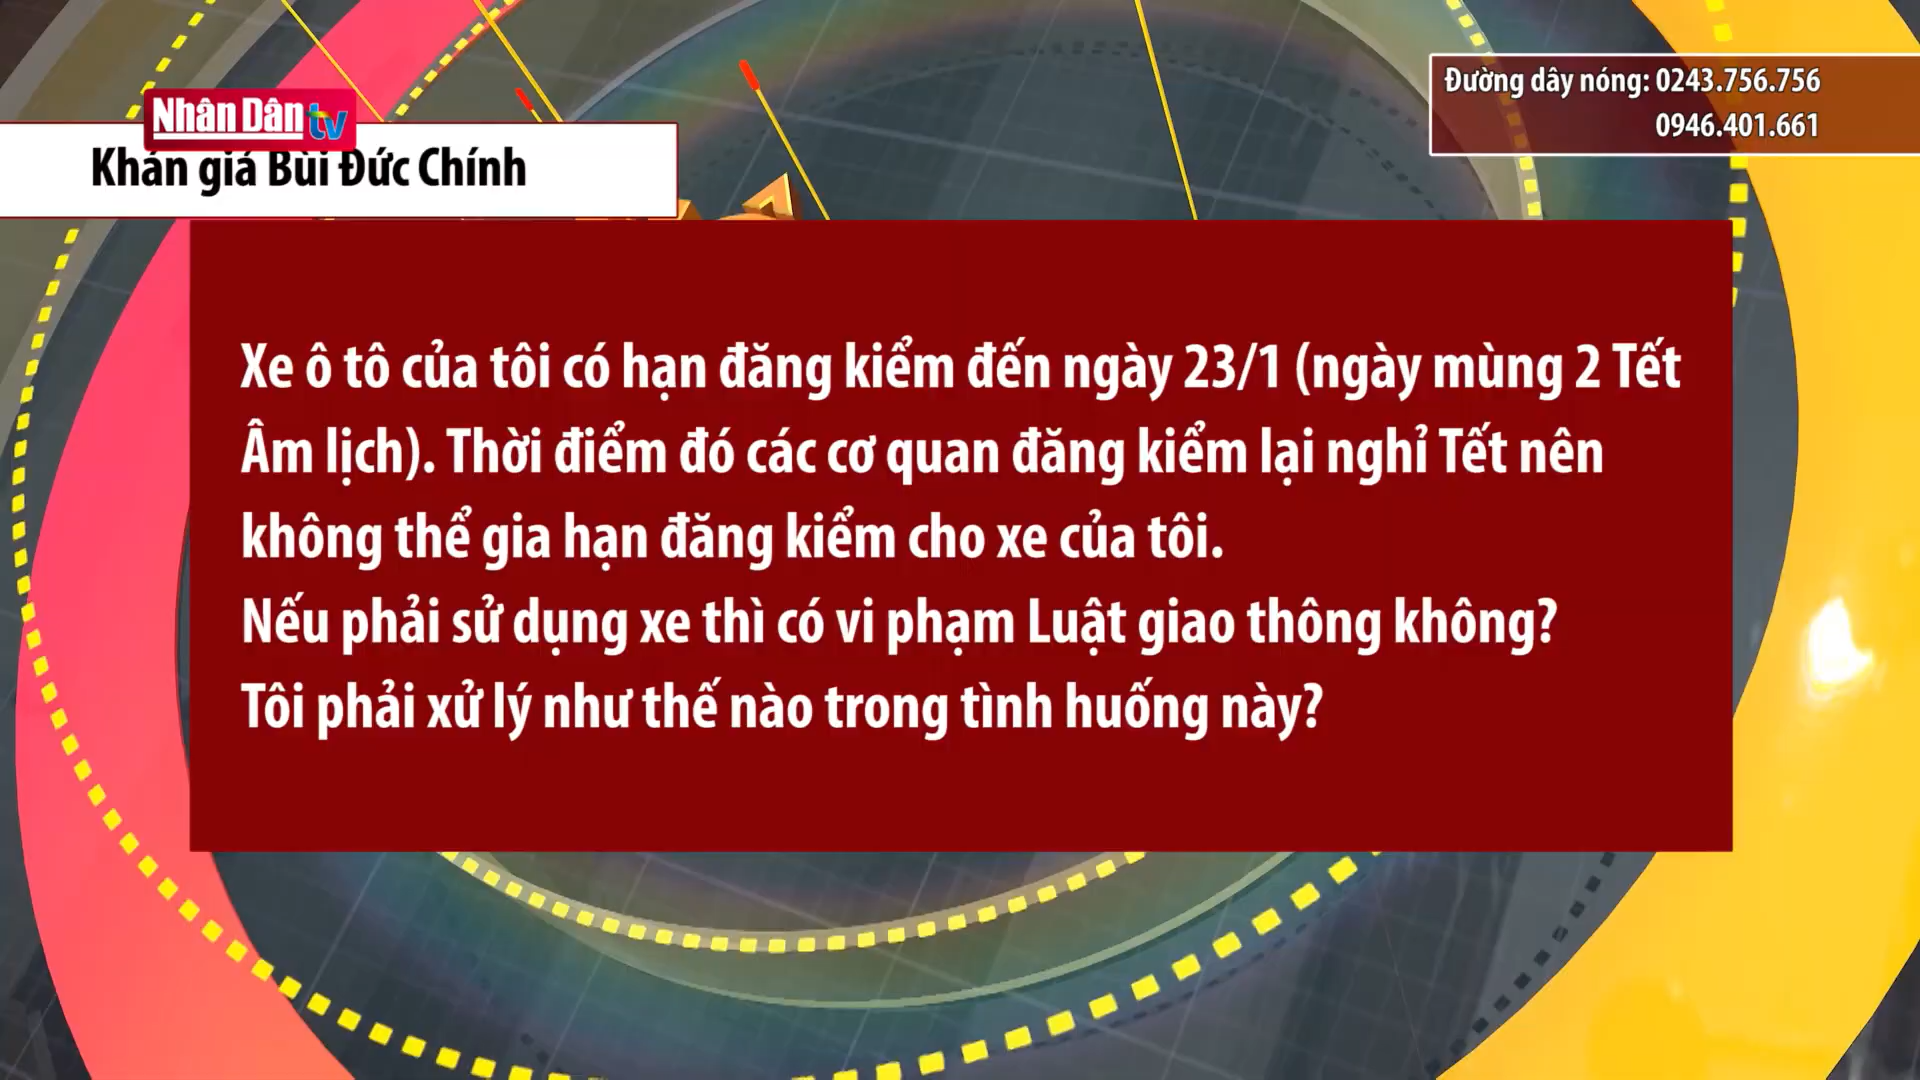 Nhân Dân tv
Khán giả Bùi Đức Chính
Đường dây nóng: 0243.756.756
0946.401.661
Xe ô tô của tôi có hạn đăng kiểm đến ngày 23/1 (ngày mùng 2 Tết
Âm lịch). Thời điểm đó các cơ quan đăng kiểm lại nghỉ Tết nên
không thể gia hạn đăng kiểm cho xe của tôi.
Nếu phải sử dụng xe thì có vi phạm Luật giao thông không?
Tôi phải xử lý như thế nào trong tình huống này?